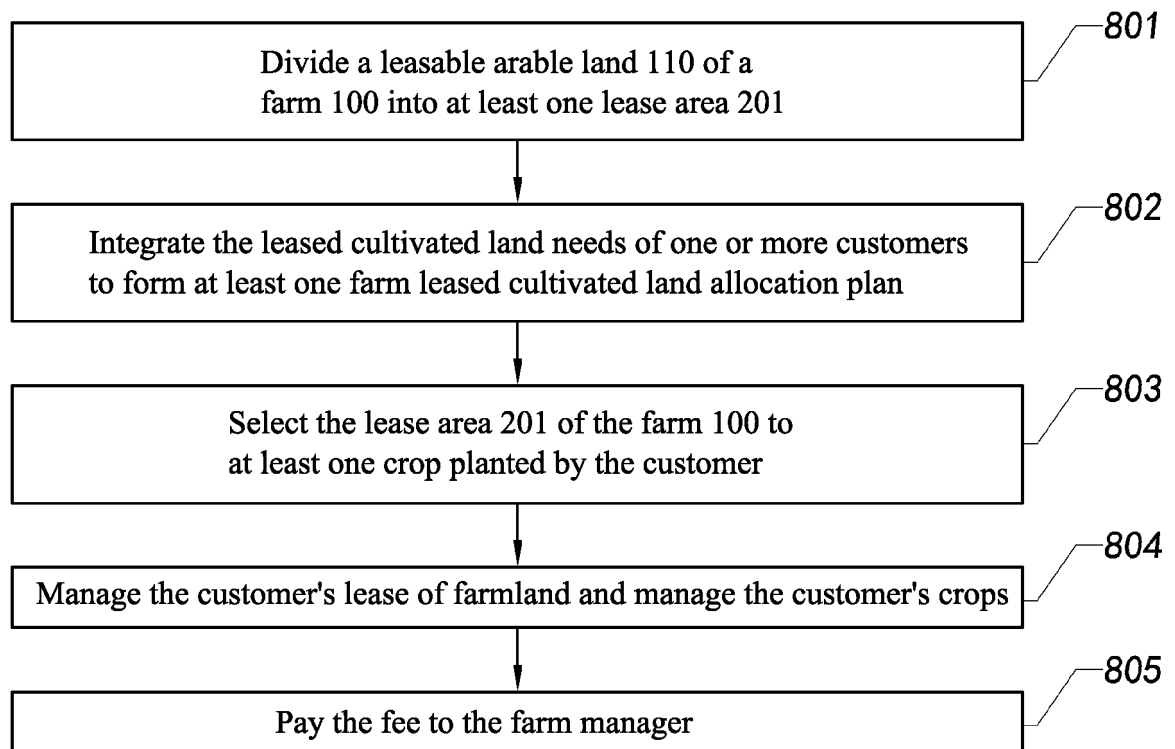 801
Divide a leasable arable land 110 of a
farm 100 into at least one lease area 201
802
Integrate the leased cultivated land needs of one or more customers
to form at least one farm leased cultivated land allocation plan
803
Select the lease area 201 of the farm 100 to
at least one crop planted by the customer
804
Manage the customer's lease of farmland and manage the customer's crops
805
Pay the fee to the farm manager